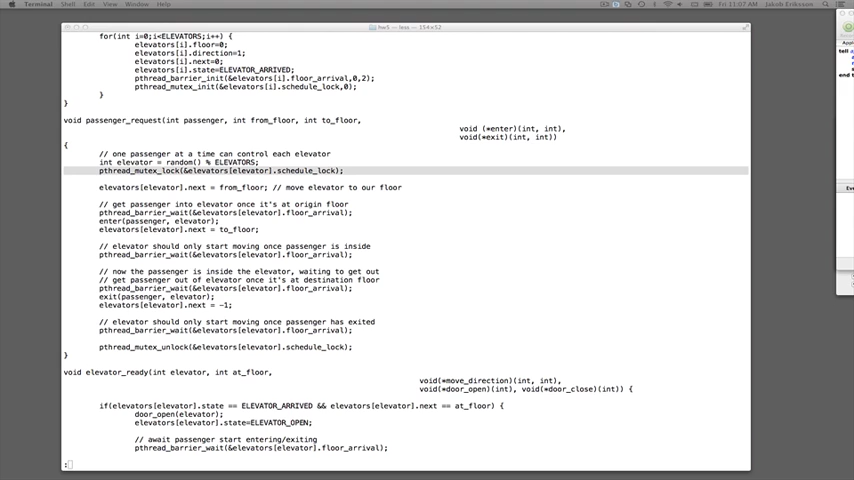 Terminal Shell Edit View Window Help
Fri 11:07 AM Jakob Eriksson
hw5 — less — 154×52
for(int i=0;i<ELEVATORS;i++) {
elevators[i].floor=0;
elevators[i].direction=1;
elevators[i].next=0;
elevators[i].state=ELEVATOR_ARRIVED;
pthread_barrier_init(&elevators[i].floor_arrival,0,2);
pthread_mutex_init(&elevators[i].schedule_lock,0);
}
}
void passenger_request(int passenger, int from_floor, int to_floor,
void (*enter)(int, int),
void(*exit)(int, int))
{
// one passenger at a time can control each elevator
int elevator = random() % ELEVATORS;
pthread_mutex_lock(&elevators[elevator].schedule_lock);
elevators[elevator].next = from_floor; // move elevator to our floor
// get passenger into elevator once it's at origin floor
pthread_barrier_wait(&elevators[elevator].floor_arrival);
enter(passenger, elevator);
elevators[elevator].next = to_floor;
// elevator should only start moving once passenger is inside
pthread_barrier_wait(&elevators[elevator].floor_arrival);
// now the passenger is inside the elevator, waiting to get out
// get passenger out of elevator once it's at destination floor
pthread_barrier_wait(&elevators[elevator].floor_arrival);
exit(passenger, elevator);
elevators[elevator].next = -1;
// elevator should only start moving once passenger has exited
pthread_barrier_wait(&elevators[elevator].floor_arrival);
pthread_mutex_unlock(&elevators[elevator].schedule_lock);
}
void elevator_ready(int elevator, int at_floor,
void(*move_direction)(int, int),
void(*door_open)(int), void(*door_close)(int)) {
if(elevators[elevator].state == ELEVATOR_ARRIVED && elevators[elevator].next == at_floor) {
door_open(elevator);
elevators[elevator].state=ELEVATOR_OPEN;
// await passenger start entering/exiting
pthread_barrier_wait(&elevators[elevator].floor_arrival);
:
tell
end t